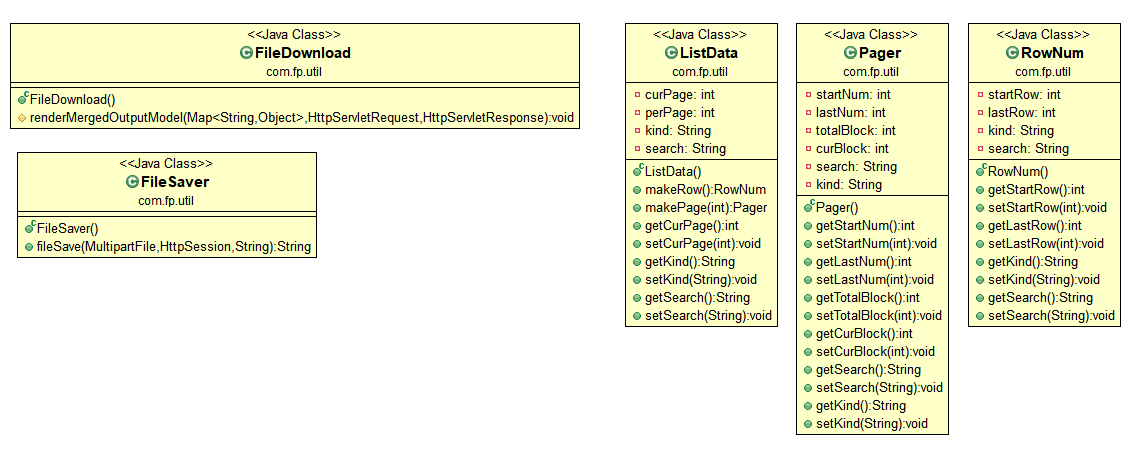 <<Java Class>>
FileDownload
com.fp.util
FileDownload()
renderMergedOutputModel(Map<String,Object>,HttpServletRequest,HttpServletResponse):void
<<Java Class>>
FileSaver
com.fp.util
FileSaver()
fileSave(MultipartFile,HttpSession,String):String
<<Java Class>>
ListData
com.fp.util
curPage: int
perPage: int
kind: String
search: String
ListData()
makeRow():RowNum
makePage(int):Pager
getCurPage():int
setCurPage(int):void
getKind():String
setKind(String):void
getSearch():String
setSearch(String):void
<<Java Class>>
Pager
com.fp.util
startNum: int
lastNum: int
totalBlock: int
curBlock: int
search: String
kind: String
Pager()
getStartNum():int
setStartNum(int):void
getLastNum():int
setLastNum(int):void
getTotalBlock():int
setTotalBlock(int):void
getCurBlock():int
setCurBlock(int):void
getSearch():String
setSearch(String):void
getKind():String
setKind(String):void
<<Java Class>>
RowNum
com.fp.util
startRow: int
lastRow: int
kind: String
search: String
RowNum()
getStartRow():int
setStartRow(int):void
getLastRow():int
setLastRow(int):void
getKind():String
setKind(String):void
getSearch():String
setSearch(String):void